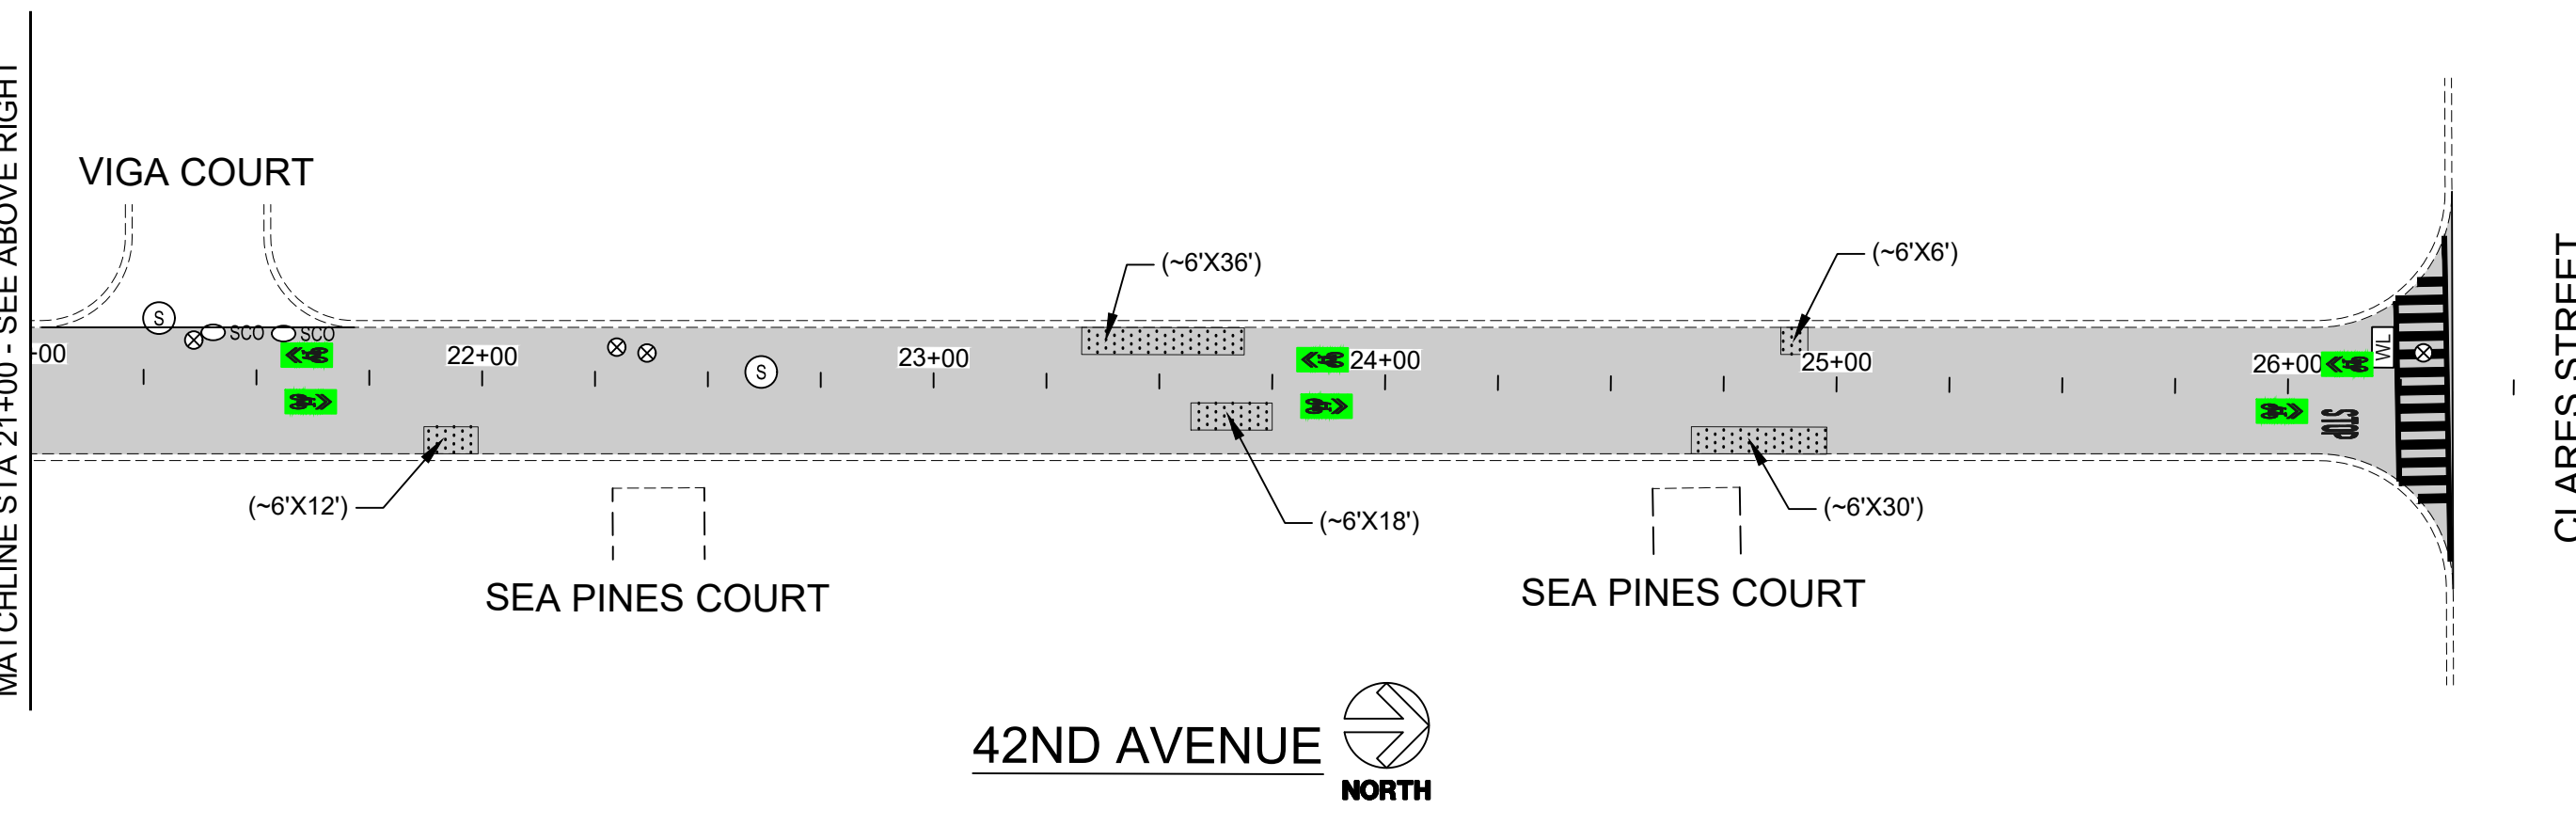 MATCHLINE STA 21+00 - SEE ABOVE RIGHT
VIGA COURT
(~6'X36')
(~6'X6')
S
SCO
SCO
+00
22+00
S
23+00
24+00
25+00
26+00
WL
STOP
CLARES STREET
(~6'X12')
(~6'X18')
(~6'X30')
SEA PINES COURT
SEA PINES COURT
42ND AVENUE
NORTH